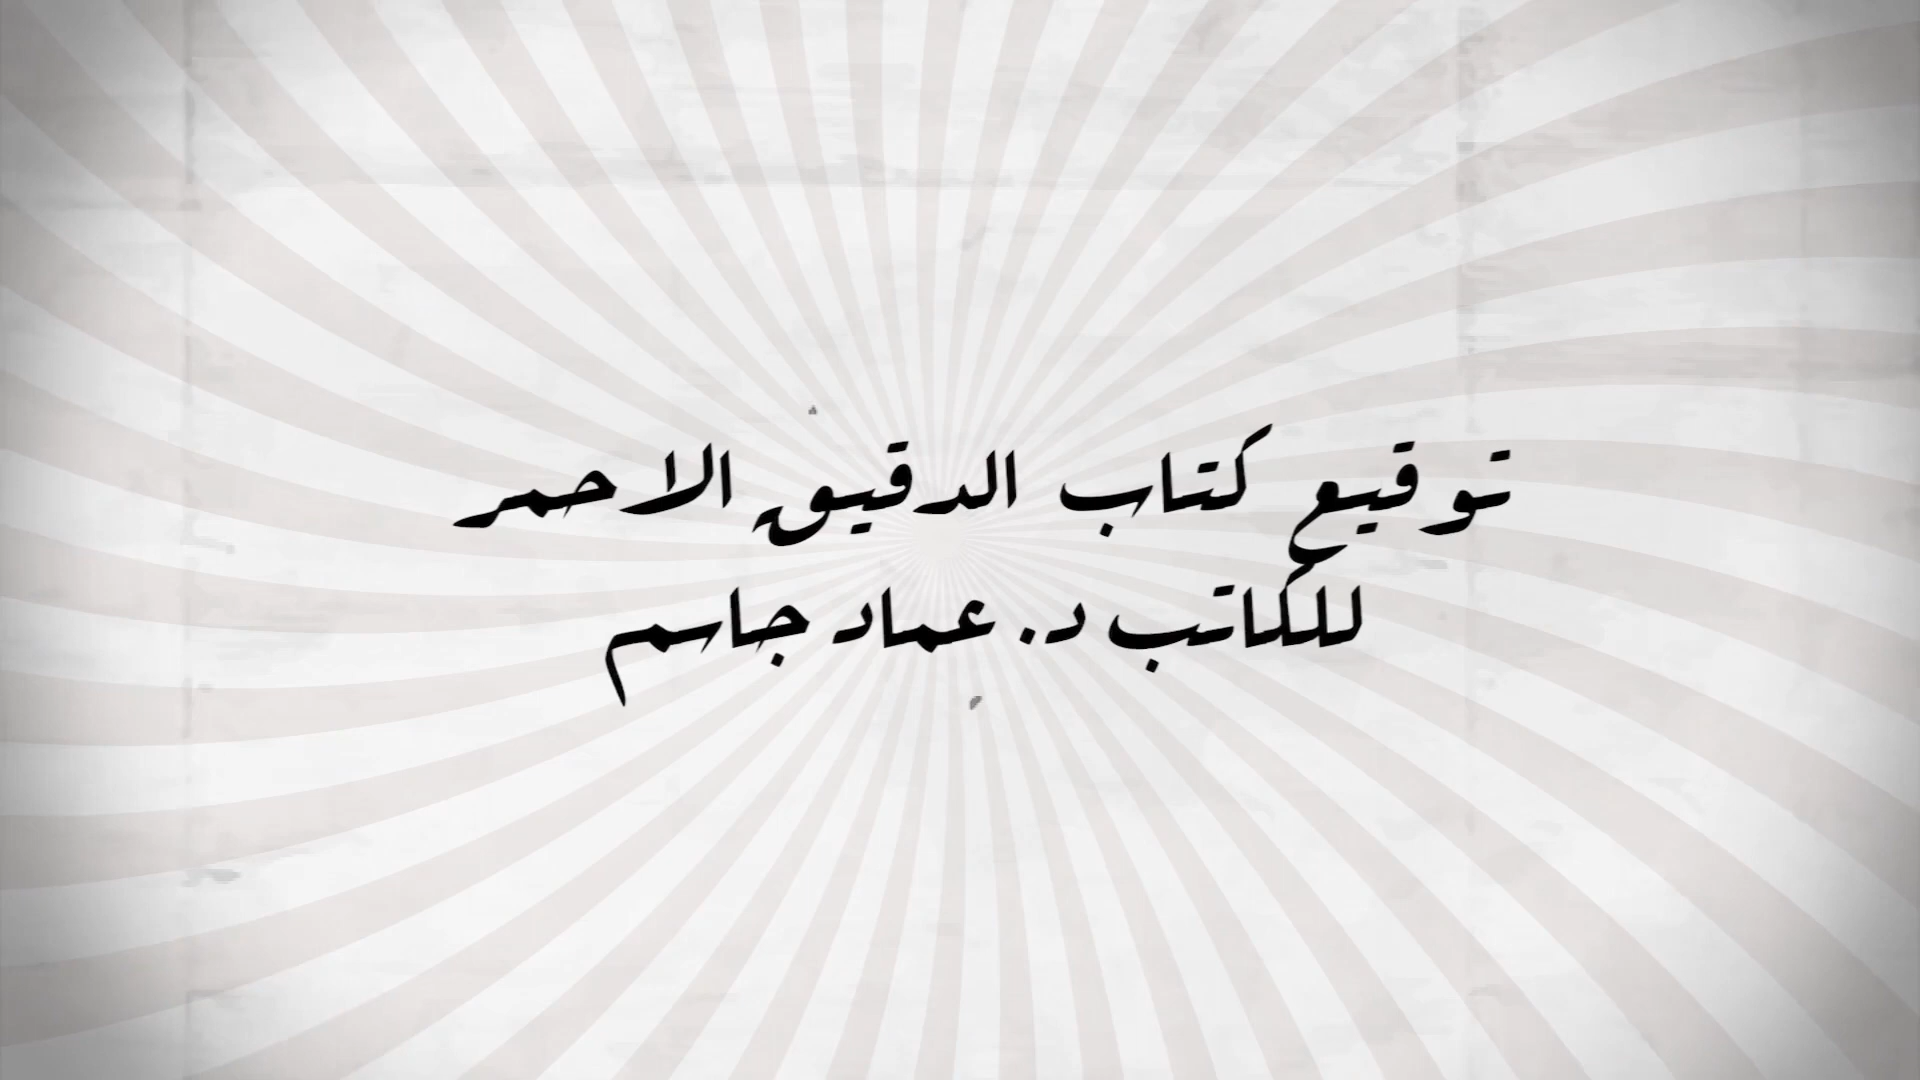 توقيع كتاب الدقيق الاحمر
للكاتب د. عماد جاسم